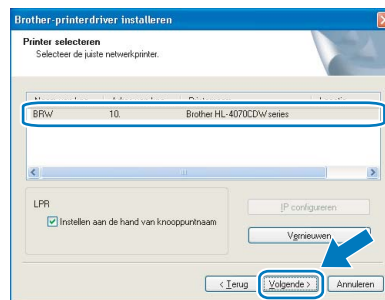 Brother-printerdriver installeren
Printer selecteren
Selecteer de juiste netwerkprinter.
BRW 10. Brother HL-4070CDW series
LPR
Instellen aan de hand van knooppuntnaam
IP configureren
Vernieuwen
< Terug Volgende > Annuleren